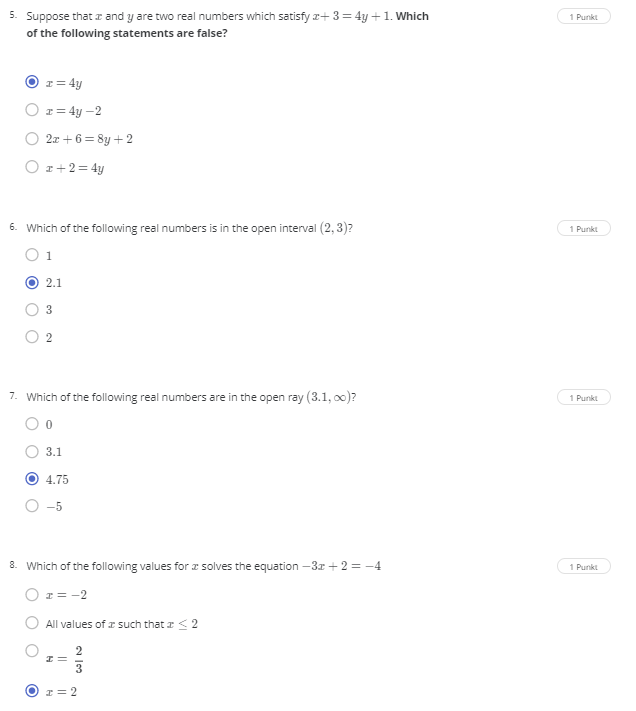 5. Suppose that x and y are two real numbers which satisfy x + 3 = 4y + 1. Which
of the following statements are false?
1 Punkt
x = 4y
x = 4y − 2
2x + 6 = 8y + 2
x + 2 = 4y
6. Which of the following real numbers is in the open interval (2, 3)?
1 Punkt
1
2.1
3
2
7. Which of the following real numbers are in the open ray (3.1, ∞)?
1 Punkt
0
3.1
4.75
−5
8. Which of the following values for x solves the equation −3x + 2 = −4
1 Punkt
x = −2
All values of x such that x ≤ 2
x = 2/3
x = 2